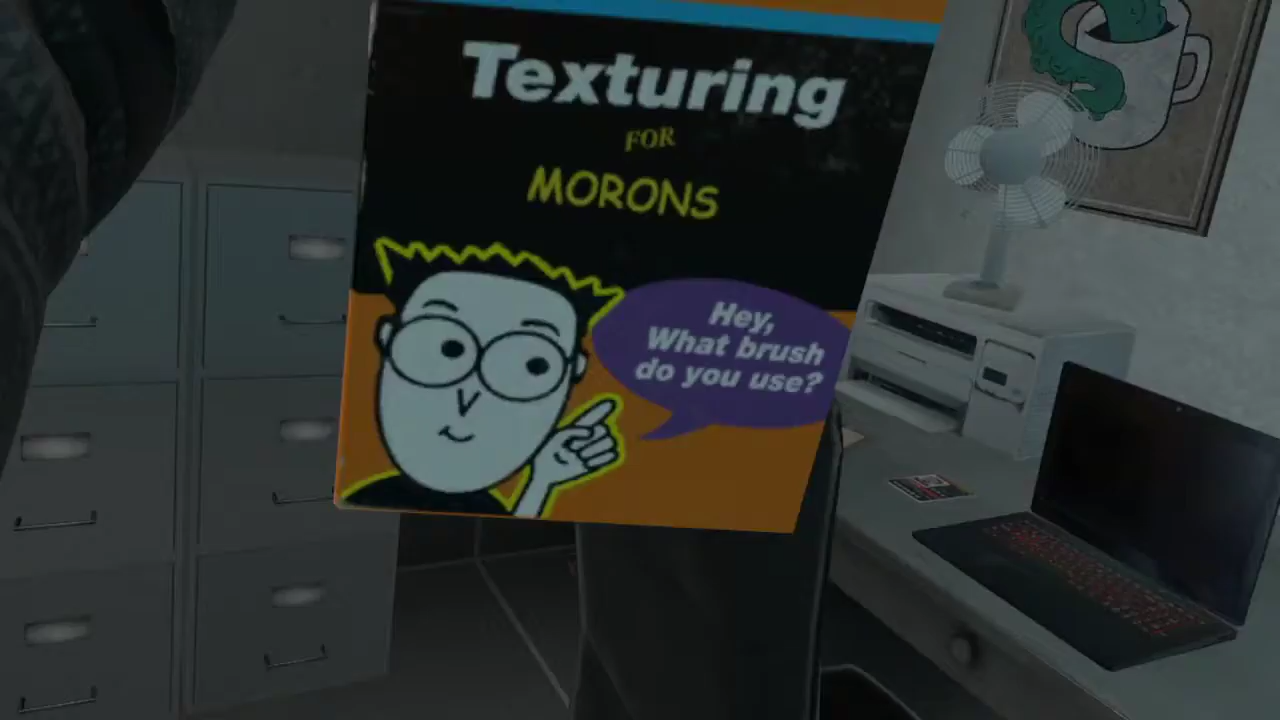 Texturing
FOR
MORONS
Hey,
What brush
do you use?